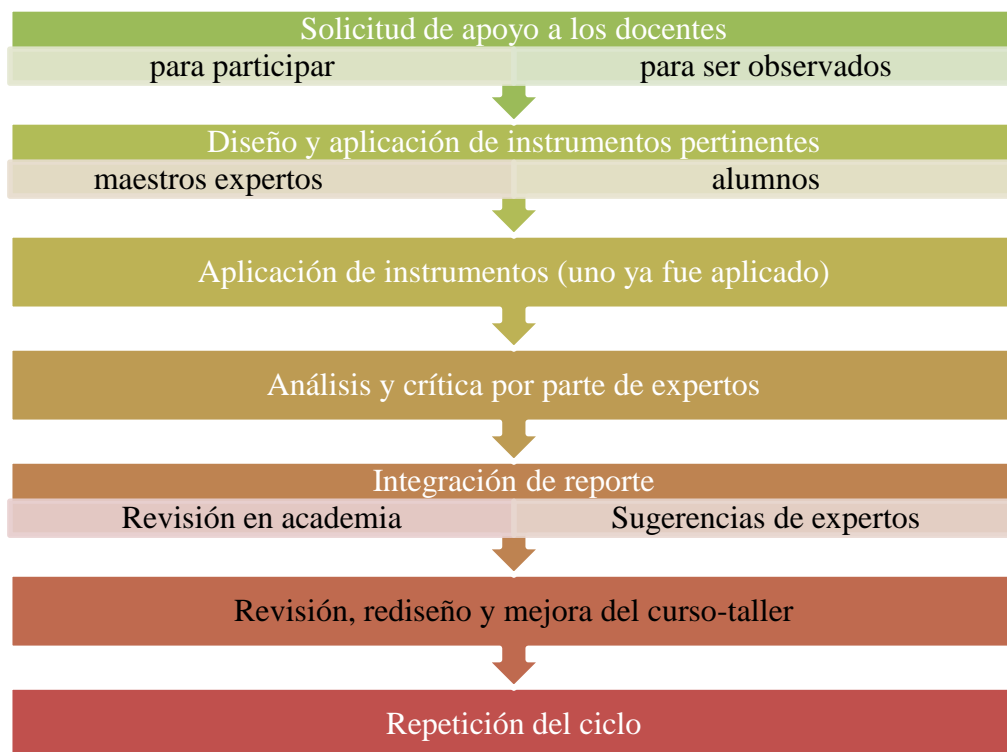 Solicitud de apoyo a los docentes
para participar
para ser observados
Diseño y aplicación de instrumentos pertinentes
maestros expertos
alumnos
Aplicación de instrumentos (uno ya fue aplicado)
Análisis y crítica por parte de expertos
Integración de reporte
Revisión en academia
Sugerencias de expertos
Revisión, rediseño y mejora del curso-taller
Repetición del ciclo